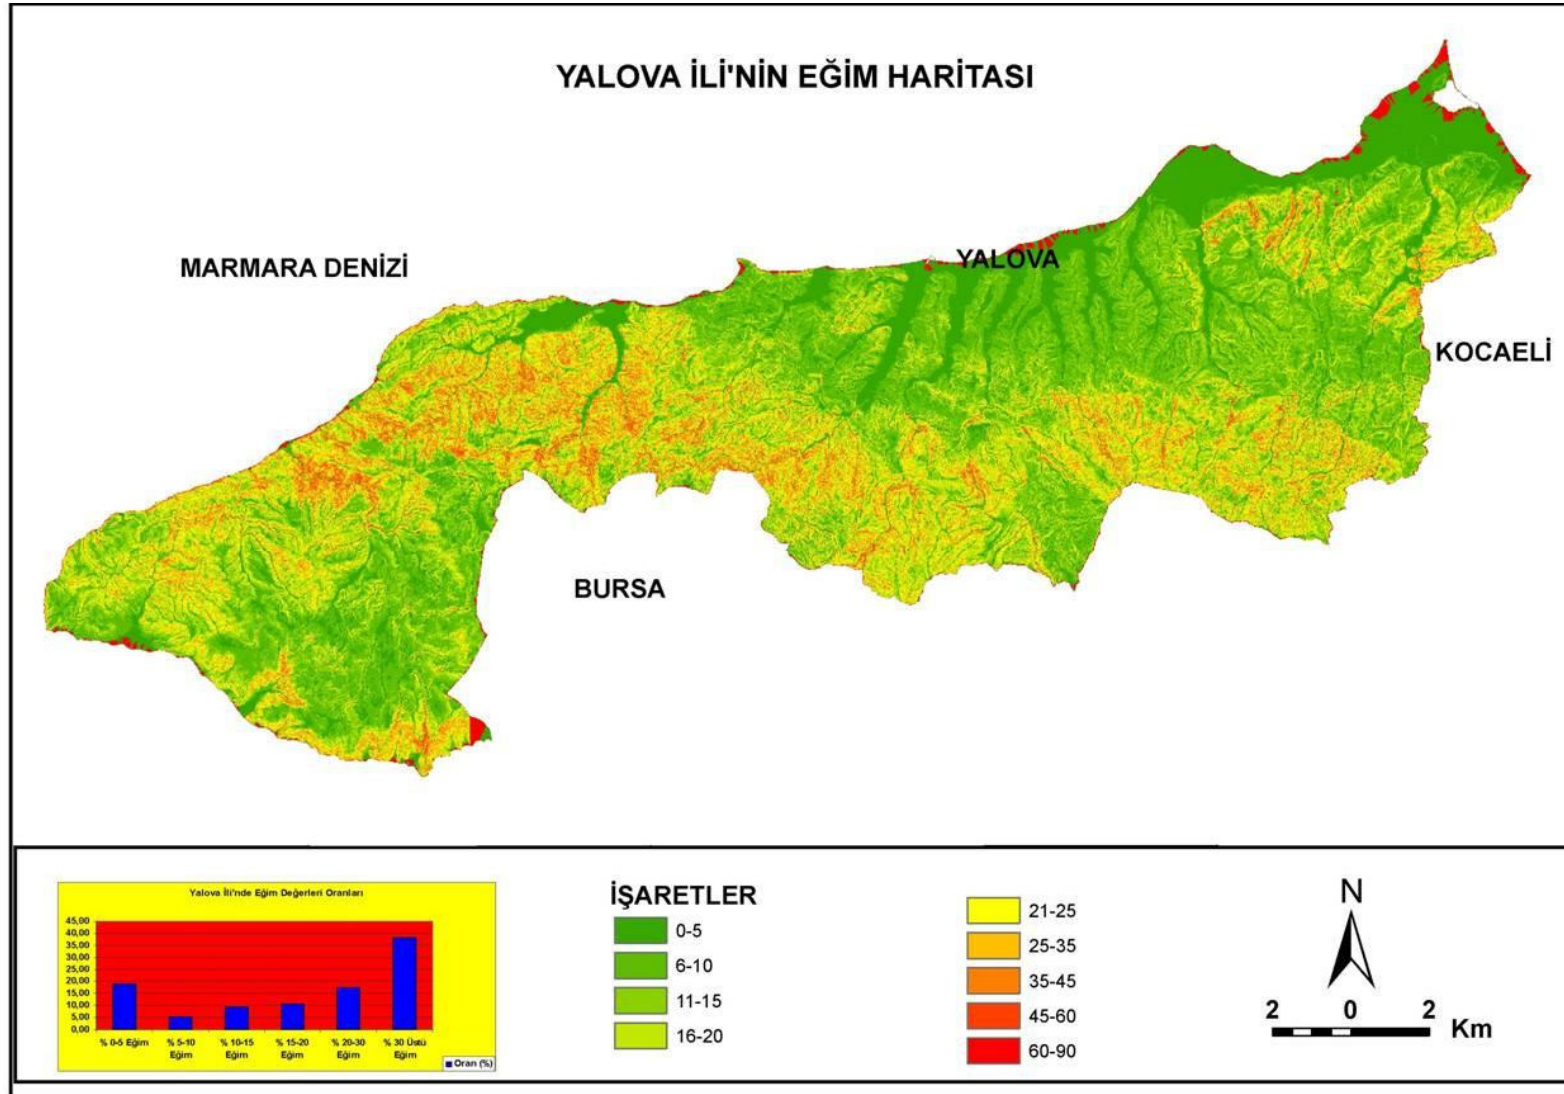 YALOVA İLİ'NİN EĞİM HARİTASI
MARMARA DENİZİ
YALOVA
KOCAELİ
BURSA
Yalova İli'nde Eğim Değerleri Oranları
45,00
40,00
35,00
30,00
25,00
20,00
15,00
10,00
5,00
0,00
% 0-5 Eğim
% 5-10 Eğim
% 10-15 Eğim
% 15-20 Eğim
% 20-30 Eğim
% 30 Üstü Eğim
Oran (%)
İŞARETLER
0-5
6-10
11-15
16-20
21-25
25-35
35-45
45-60
60-90
N
2 0 2 Km